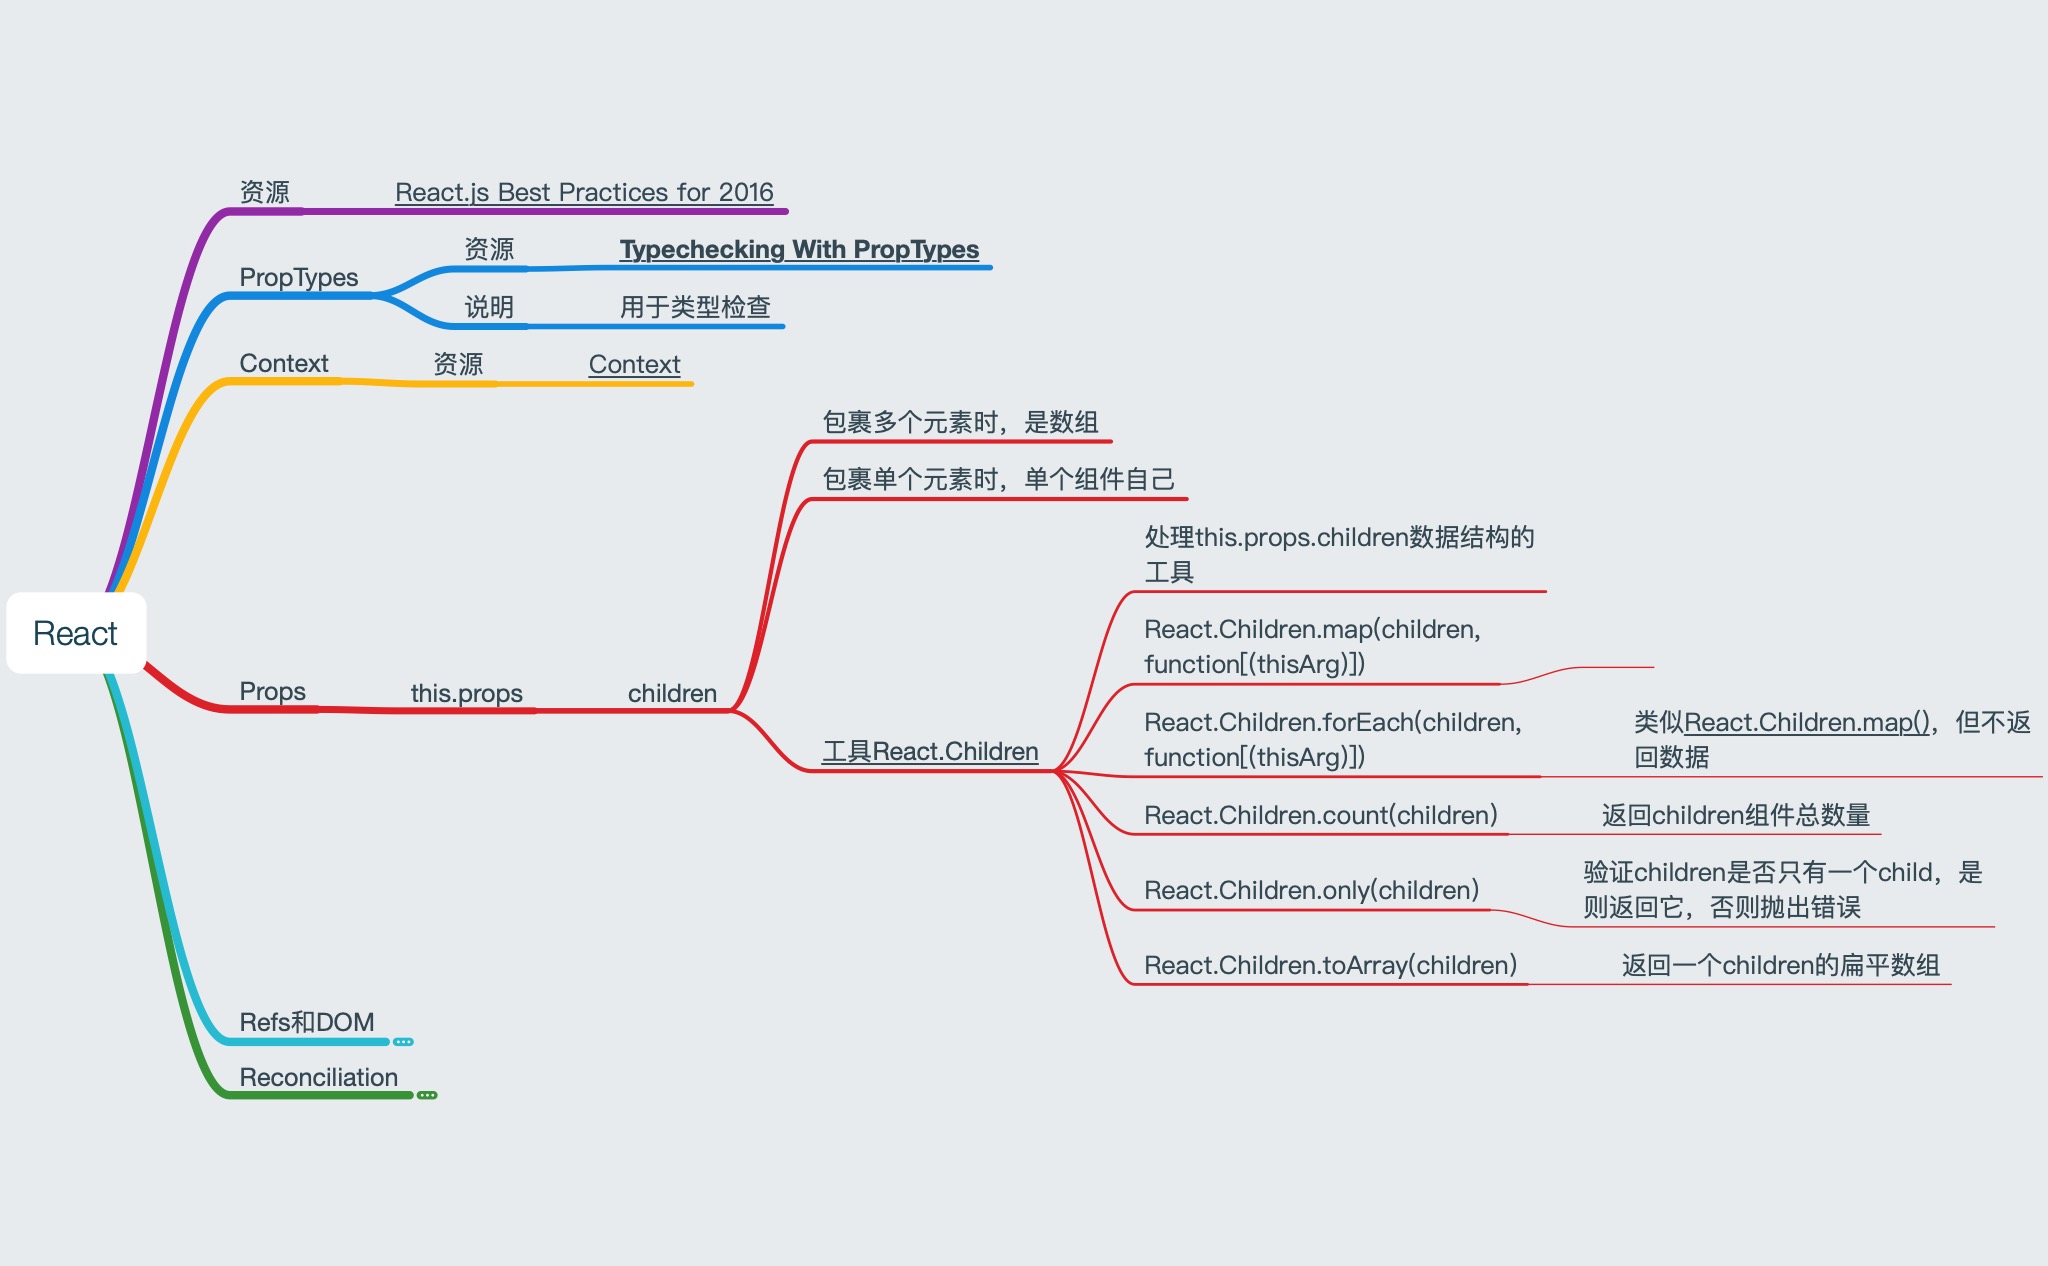 资源
React.js Best Practices for 2016
PropTypes
资源
Typechecking With PropTypes
说明
用于类型检查
Context
资源
Context
React
Props
this.props
children
包裹多个元素时，是数组
包裹单个元素时，单个组件自己
工具React.Children
处理this.props.children数据结构的
工具
React.Children.map(children,
function[(thisArg)])
React.Children.forEach(children,
function[(thisArg)])
类似React.Children.map()，但不返
回数据
React.Children.count(children)
返回children组件总数量
React.Children.only(children)
验证children是否只有一个child，是
则返回它，否则抛出错误
React.Children.toArray(children)
返回一个children的扁平数组
Refs和DOM
Reconciliation